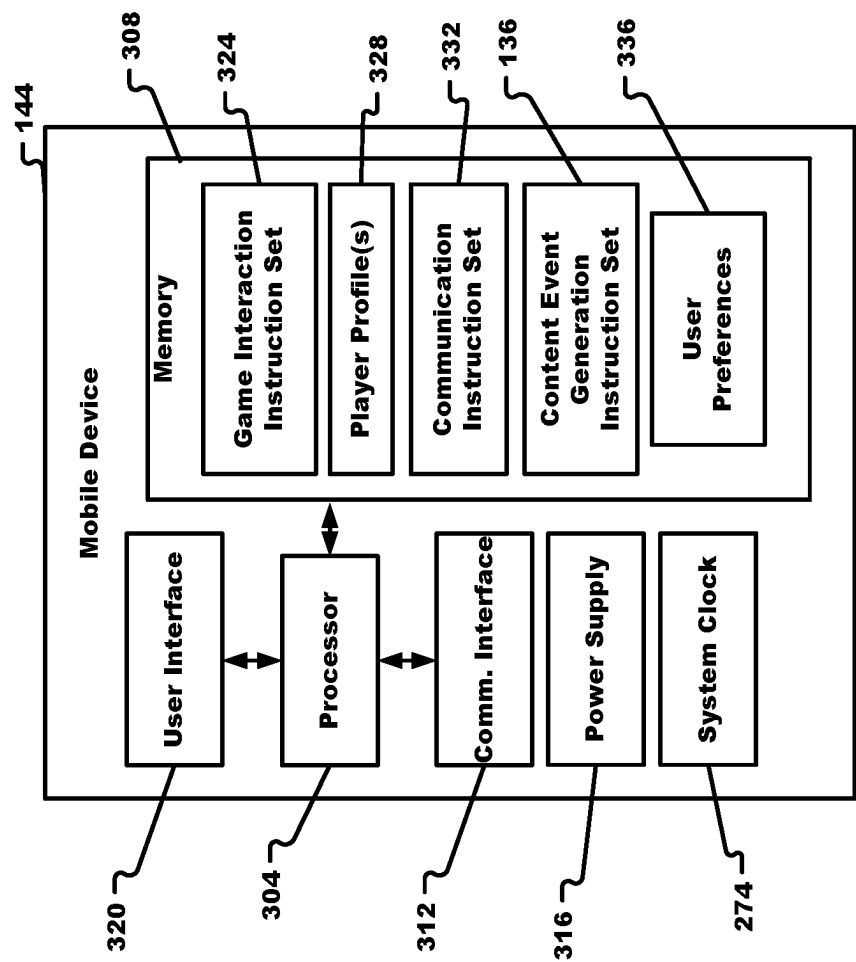 144
Mobile Device
308
Memory
324
Game Interaction
Instruction Set
328
Player Profile(s)
332
Communication
Instruction Set
136
Content Event
Generation
Instruction Set
336
User
Preferences
User Interface
320
Processor
304
Comm. Interface
312
Power Supply
316
System Clock
274